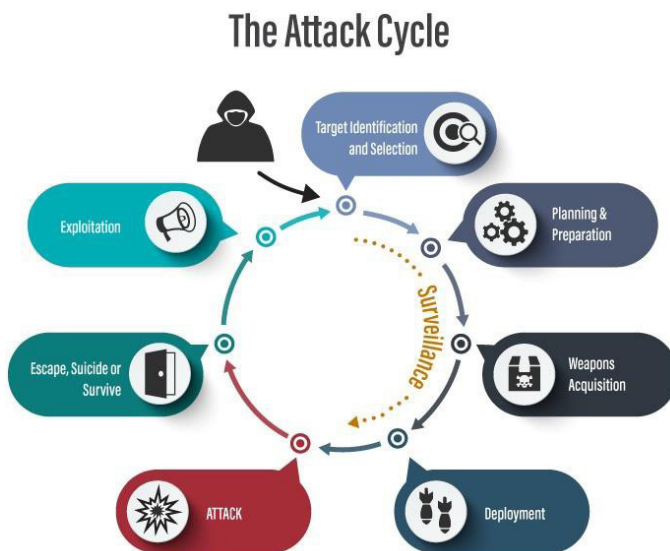 The Attack Cycle
Target Identification
and Selection
Planning &
Preparation
Weapons
Acquisition
Deployment
ATTACK
Escape, Suicide or
Survive
Exploitation
Surveillance